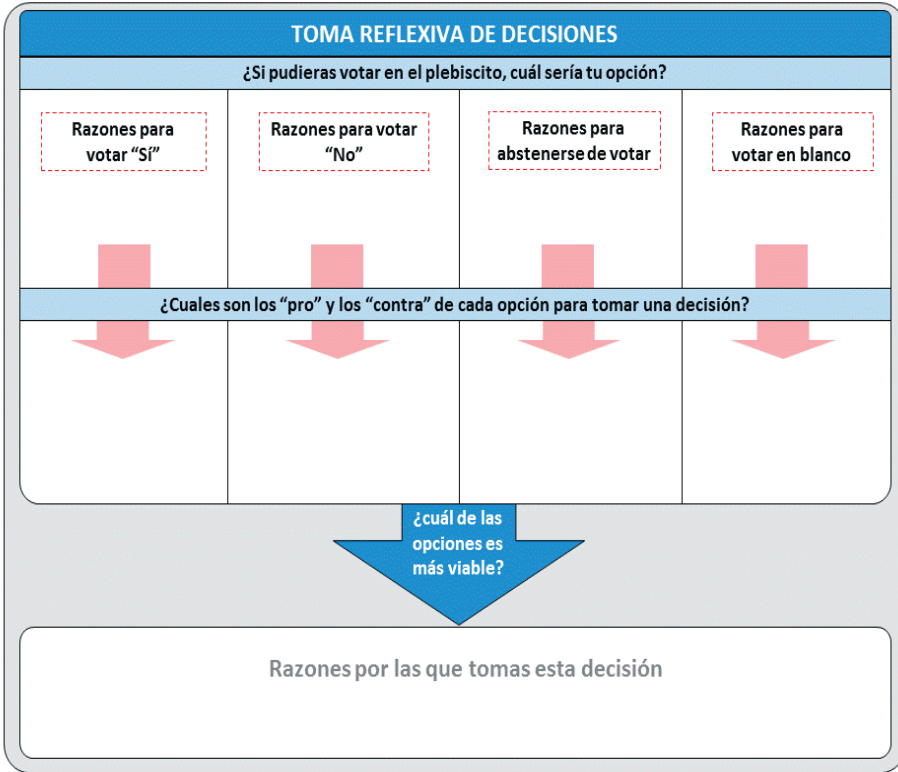 TOMA REFLEXIVA DE DECISIONES
¿Si pudieras votar en el plebiscito, cuál sería tu opción?
Razones para
votar “Sí”
Razones para votar
“No”
Razones para
abstenerse de votar
Razones para
votar en blanco
¿Cuales son los “pro” y los “contra” de cada opción para tomar una decisión?
¿cuál de las
opciones es
más viable?
Razones por las que tomas esta decisión